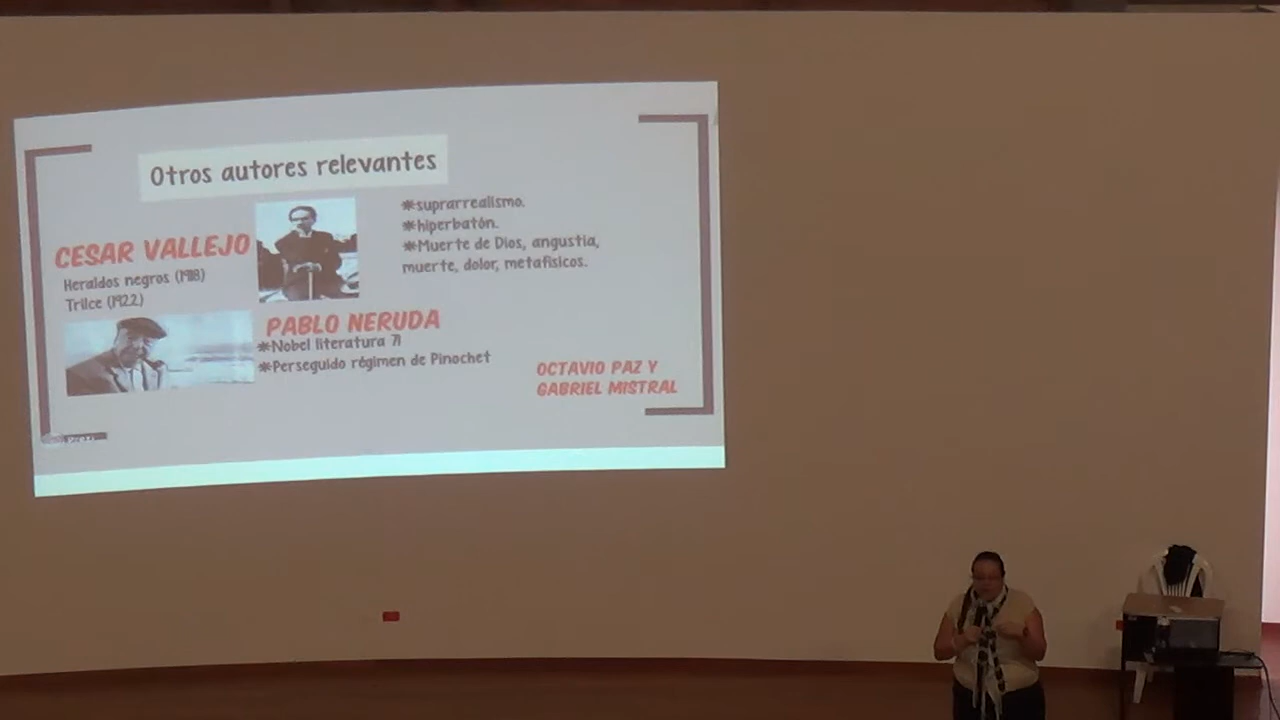 Otros autores relevantes
CESAR VALLEJO
Heraldos negros (1918)
Trilce (1922)
*suprarrealismo.
*hiperbatón.
*Muerte de Dios, angustia,
muerte, dolor, metafísicos.
PABLO NERUDA
*Nobel literatura 71
*Perseguido régimen de Pinochet
OCTAVIO PAZ Y
GABRIEL MISTRAL